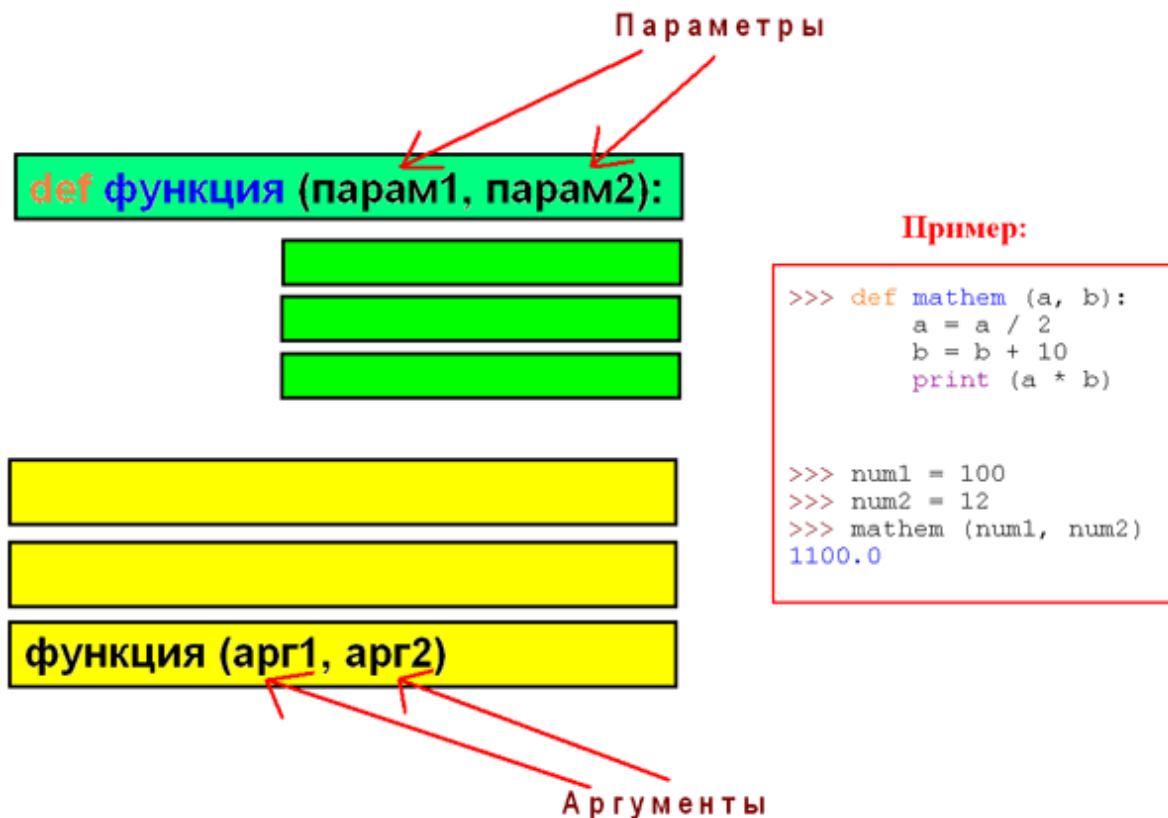 Параметры
def функция (парам1, парам2):
Пример:
>>> def mathem (a, b):
a = a / 2
b = b + 10
print (a * b)
>>> num1 = 100
>>> num2 = 12
>>> mathem (num1, num2)
1100.0
функция (арг1, арг2)
Аргументы